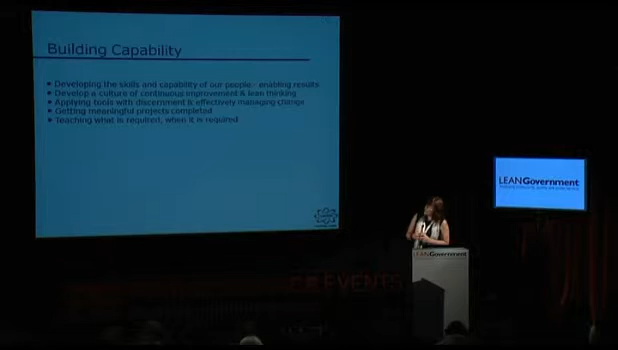 Building Capability
Developing the skills and capability of our people - enabling results
Develop a culture of continuous improvement & lean thinking
Applying tools with discernment & effectively managing change
Getting meaningful projects completed
Teaching what is required, when it is required
LEANGovernment
LEANGovernment
EVENTS